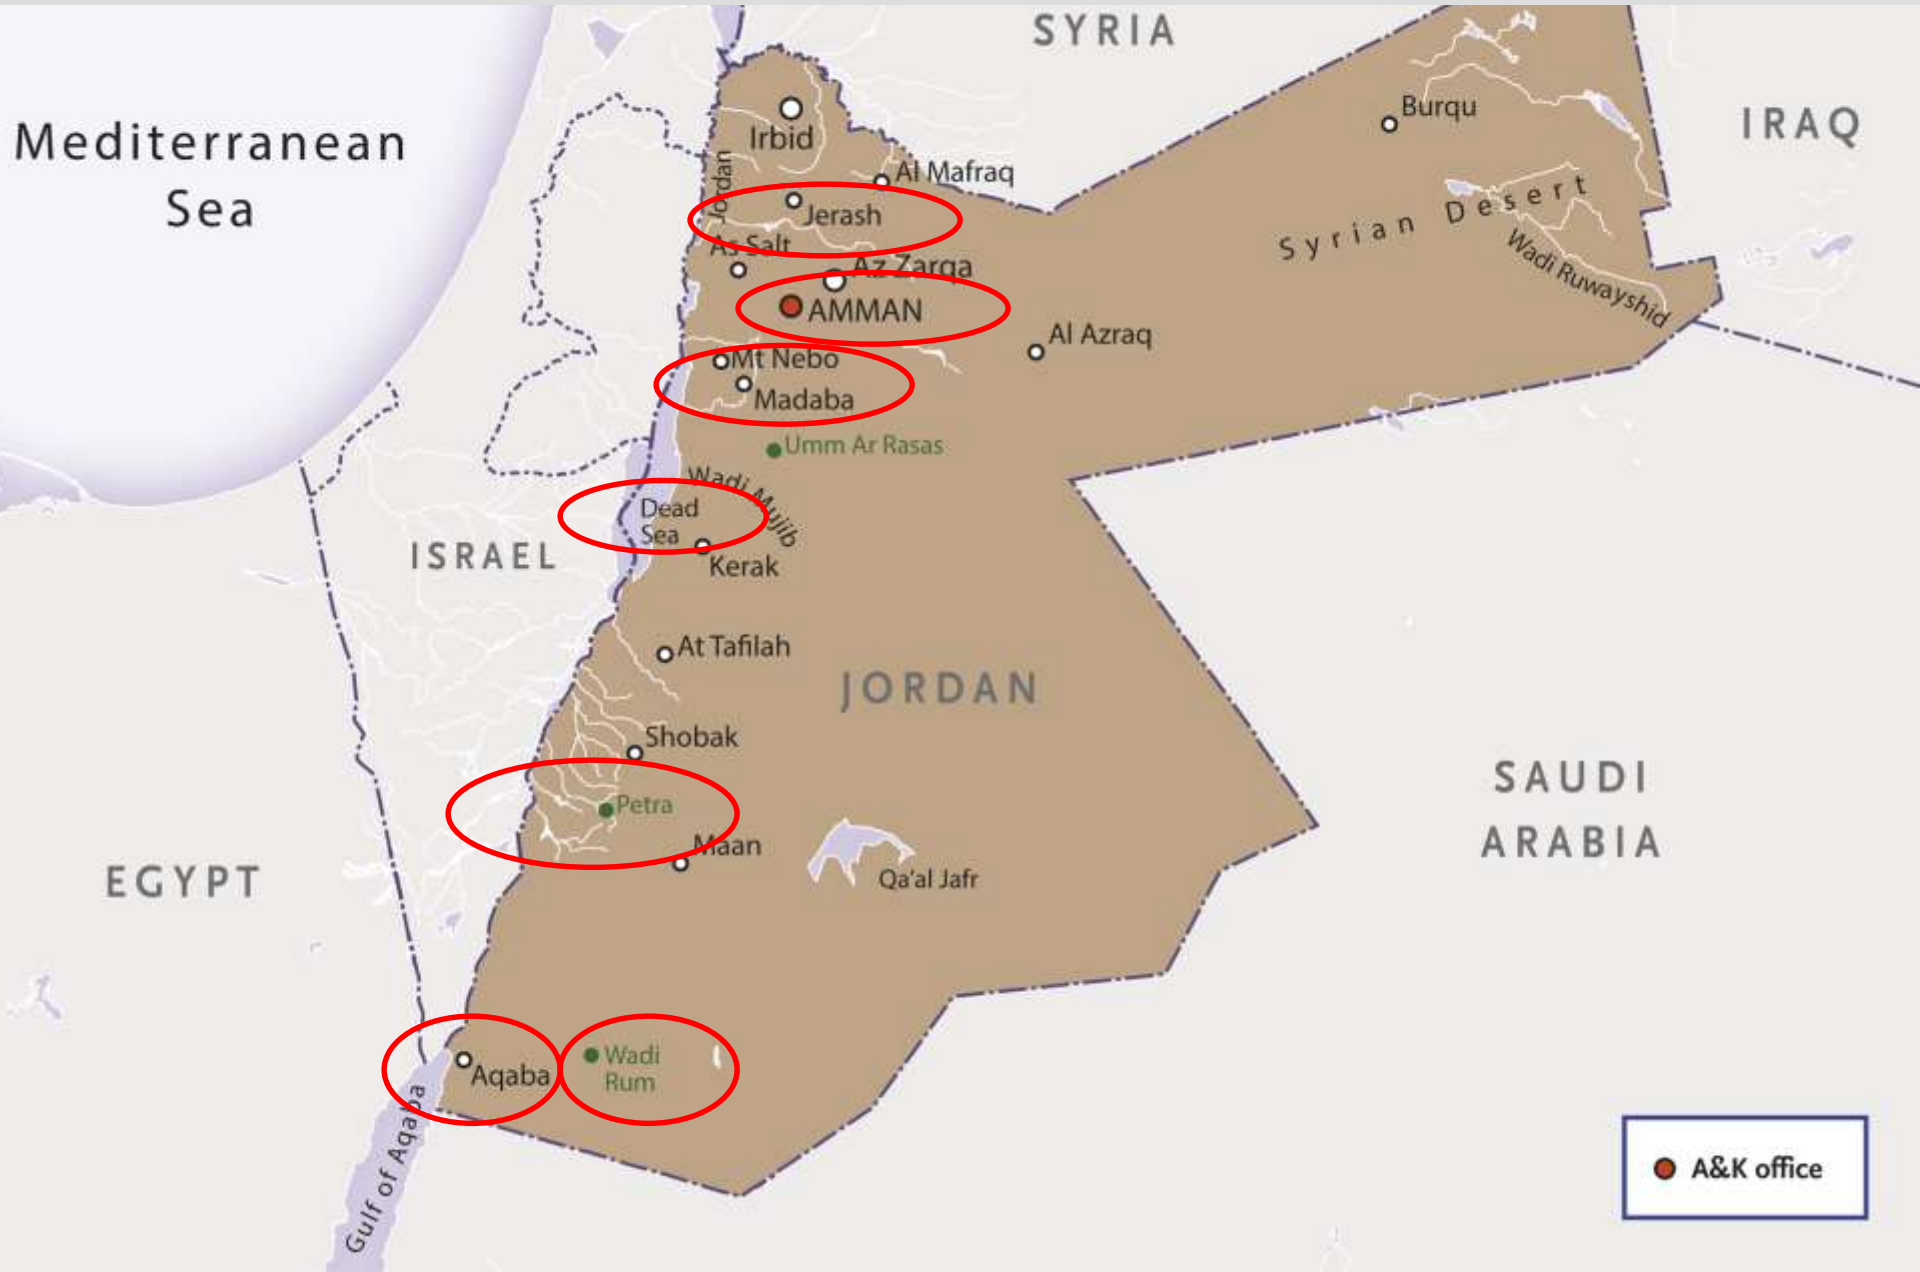 SYRIA
Mediterranean
Sea
IRAQ
Burqu
Irbid
Al Mafraq
Jordan
Jerash
Syrian Desert
Wadi Ruwayshid
As Salt
Az Zarqa
AMMAN
Al Azraq
Mt Nebo
Madaba
Umm Ar Rasas
Wadi Mujib
Dead
Sea
ISRAEL
Kerak
At Tafilah
JORDAN
Shobak
SAUDI
ARABIA
Petra
Maan
Qa'al Jafr
EGYPT
Wadi
Rum
Aqaba
Gulf of Aqaba
A&K office